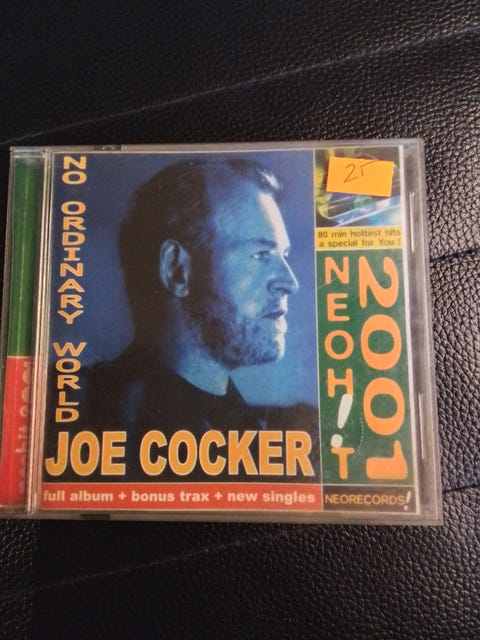 NO ORDINARY WORLD
25
80 min hottest hits
a special for You !
NEOH!T
2001
JOE COCKER
full album + bonus trax + new singles
NEORECORDS!